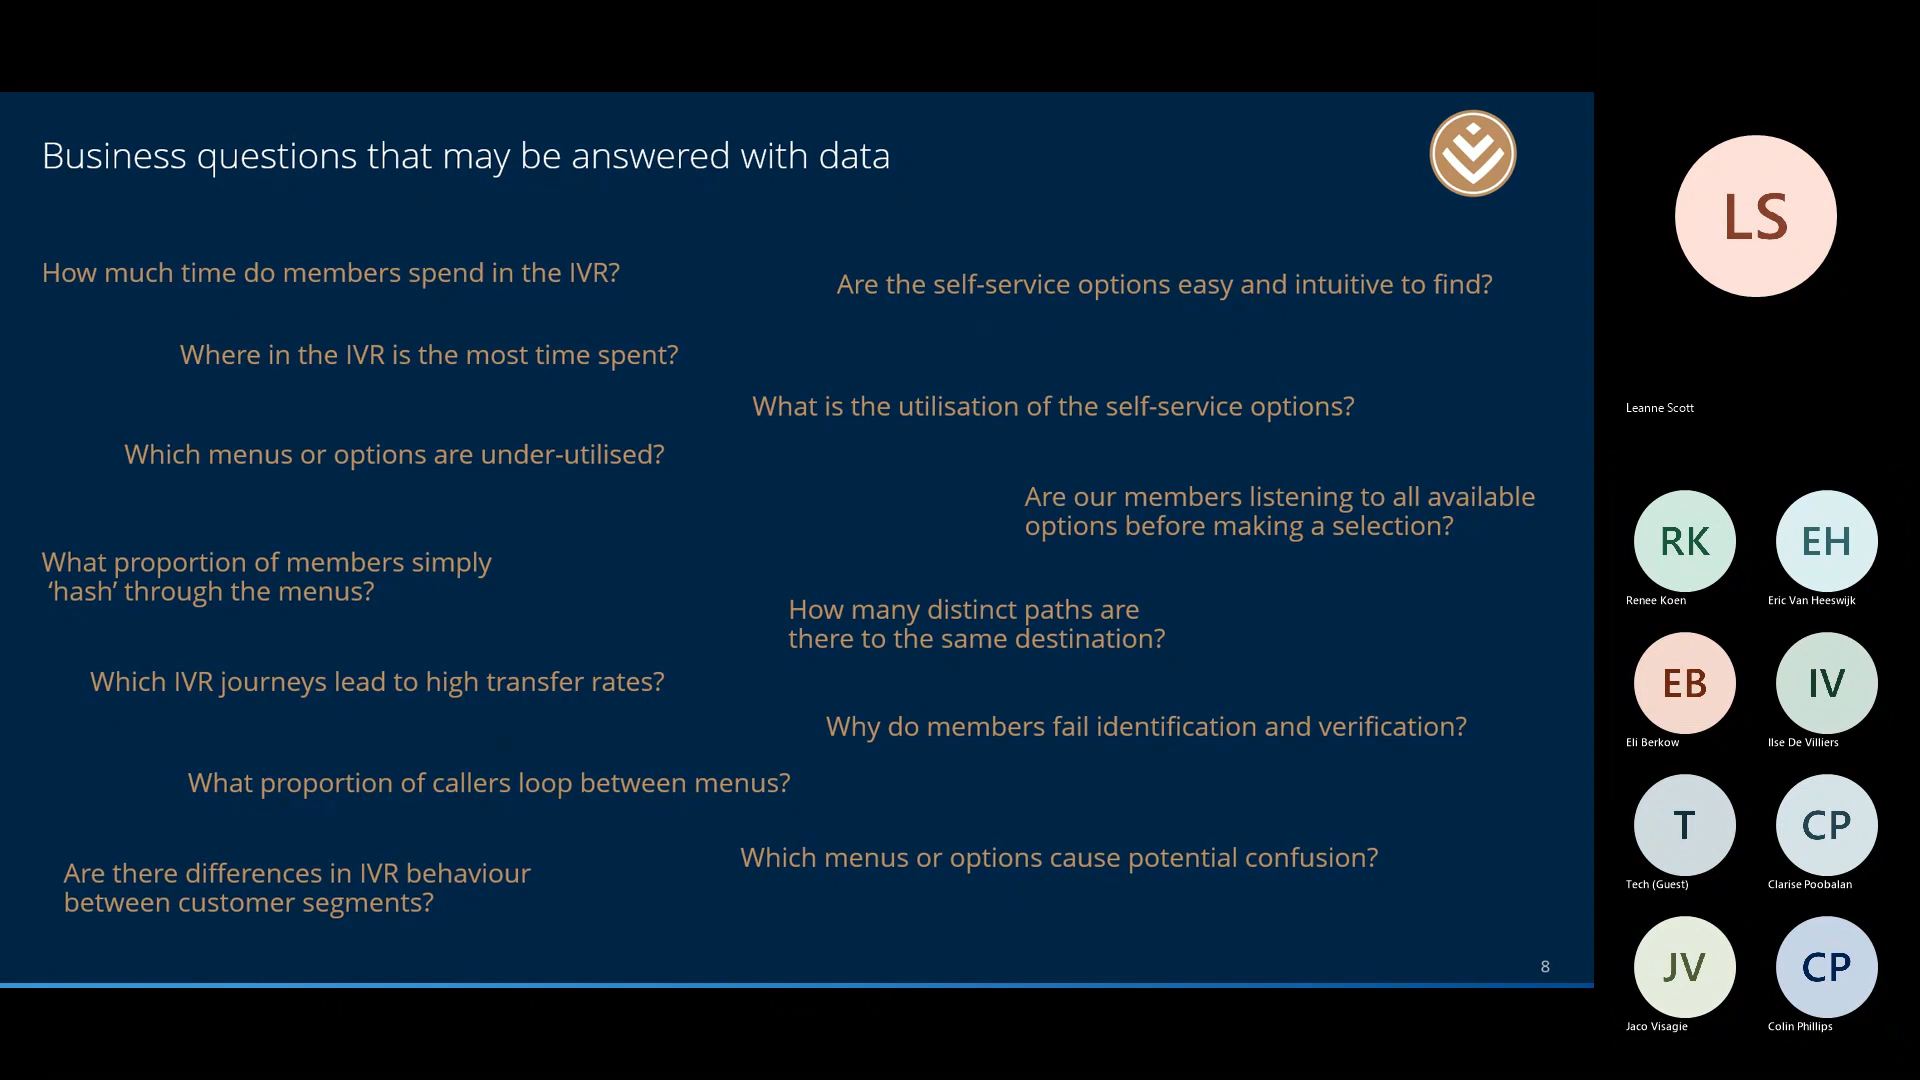 Business questions that may be answered with data
How much time do members spend in the IVR?
Are the self-service options easy and intuitive to find?
Where in the IVR is the most time spent?
What is the utilisation of the self-service options?
Which menus or options are under-utilised?
Are our members listening to all available
options before making a selection?
What proportion of members simply
‘hash’ through the menus?
How many distinct paths are
there to the same destination?
Which IVR journeys lead to high transfer rates?
Why do members fail identification and verification?
What proportion of callers loop between menus?
Which menus or options cause potential confusion?
Are there differences in IVR behaviour
between customer segments?
8
LS
Leanne Scott
RK
Renee Koen
EH
Eric Van Heeswijk
EB
Eli Berkow
IV
Ilse De Villiers
T
Tech (Guest)
CP
Clarise Poobalan
JV
Jaco Visagie
CP
Colin Phillips